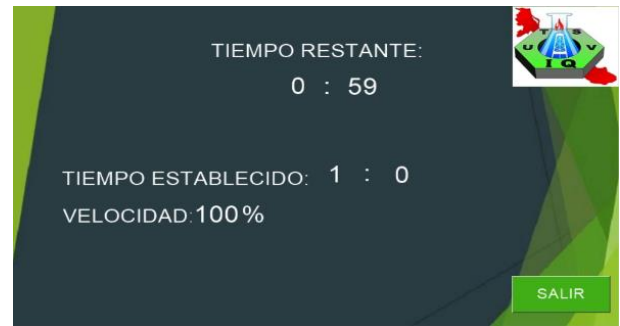 TIEMPO RESTANTE:
0 : 59
TIEMPO ESTABLECIDO: 1 : 0
VELOCIDAD:100%
SALIR
T S
U V
I Q